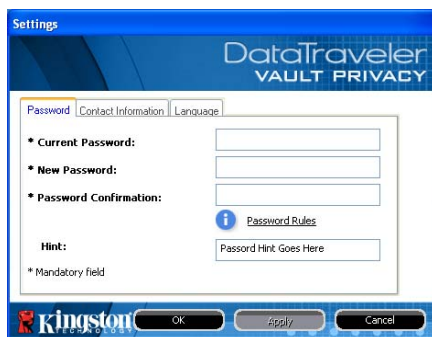 Settings
DataTraveler
VAULT PRIVACY
Password Contact Information Language
* Current Password:
* New Password:
* Password Confirmation:
i Password Rules
Hint: Passord Hint Goes Here
* Mandatory field
Kingston OK Apply Cancel
TECHNOLOGY